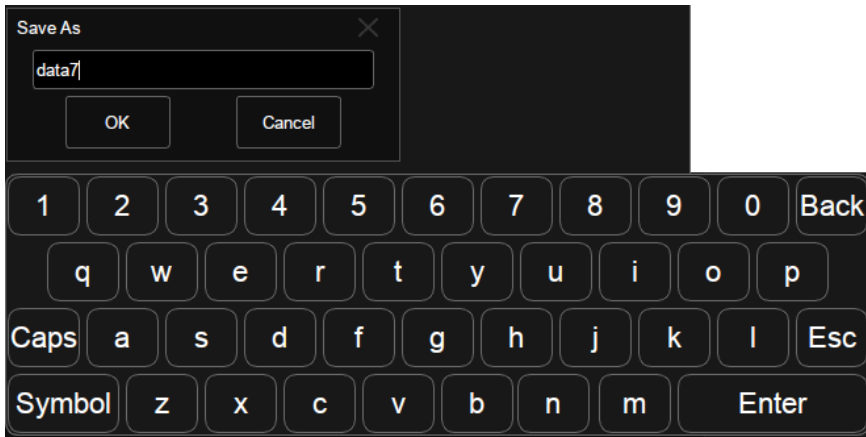 Save As
data7
OK Cancel
1 2 3 4 5 6 7 8 9 0 Back
q w e r t y u i o p
Caps a s d f g h j k l Esc
Symbol z x c v b n m Enter